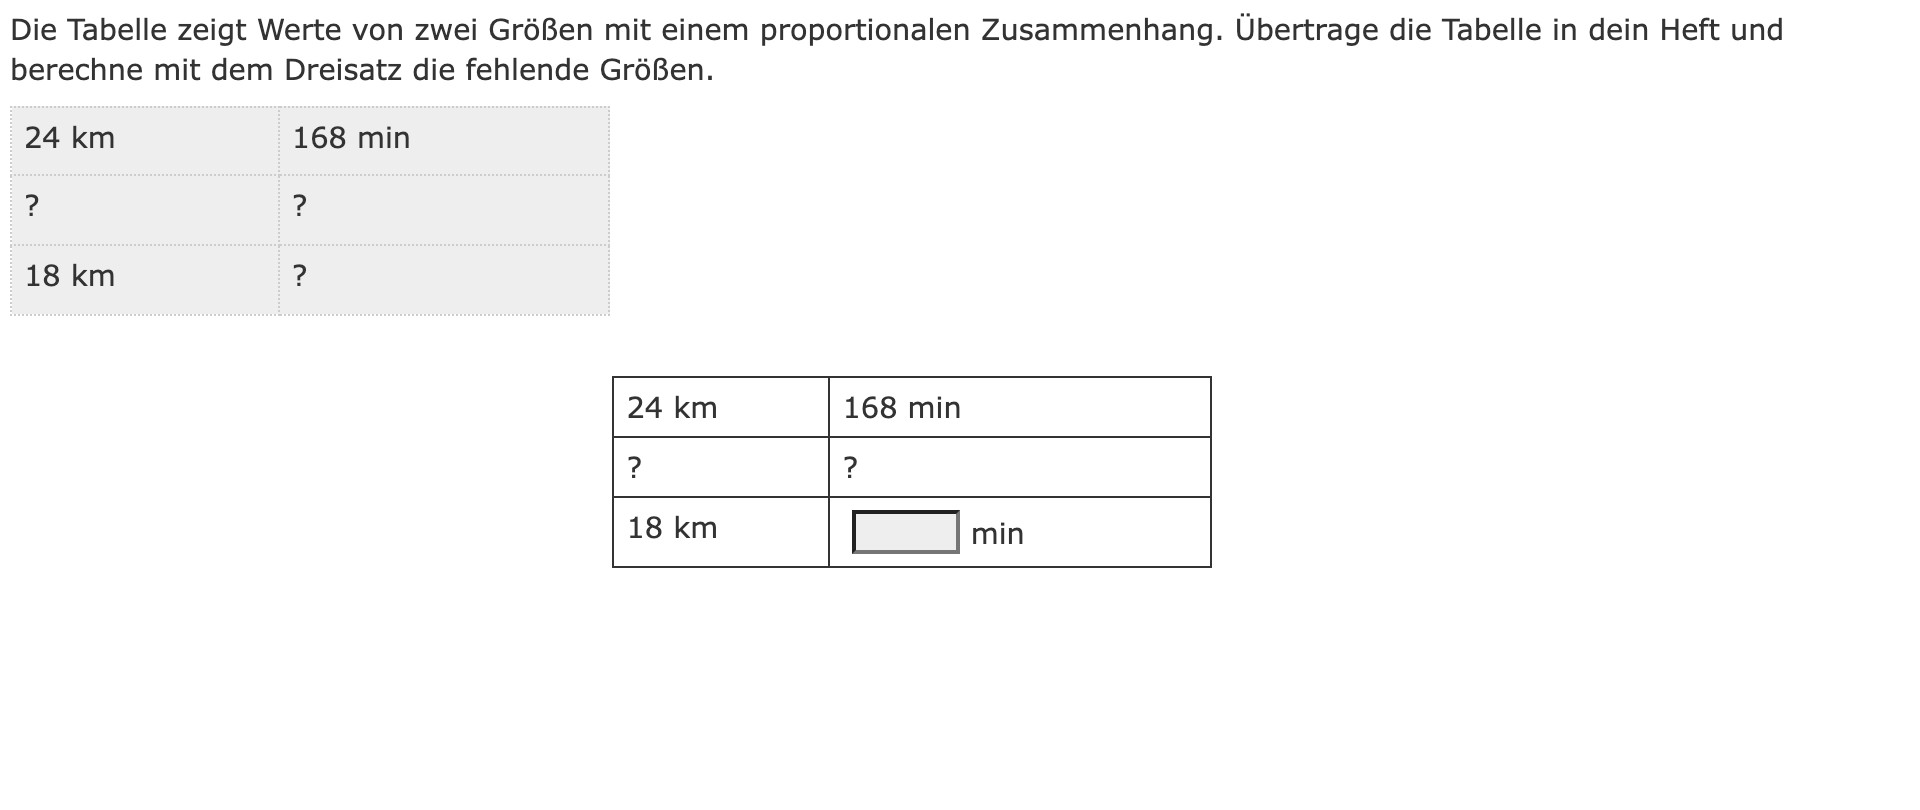 Die Tabelle zeigt Werte von zwei Größen mit einem proportionalen Zusammenhang. Übertrage die Tabelle in dein Heft und
berechne mit dem Dreisatz die fehlende Größen.
24 km 168 min
? ?
18 km ?
24 km 168 min
? ?
18 km min